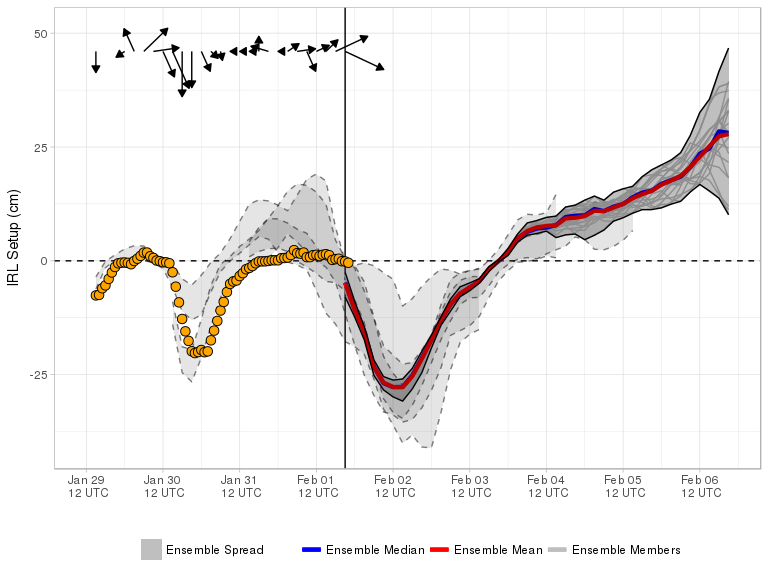 IRL Setup (cm)
50
25
0
-25
Jan 29 Jan 30 Jan 31 Feb 01 Feb 02 Feb 03 Feb 04 Feb 05 Feb 06
12 UTC 12 UTC 12 UTC 12 UTC 12 UTC 12 UTC 12 UTC 12 UTC 12 UTC
Ensemble Spread Ensemble Median Ensemble Mean Ensemble Members